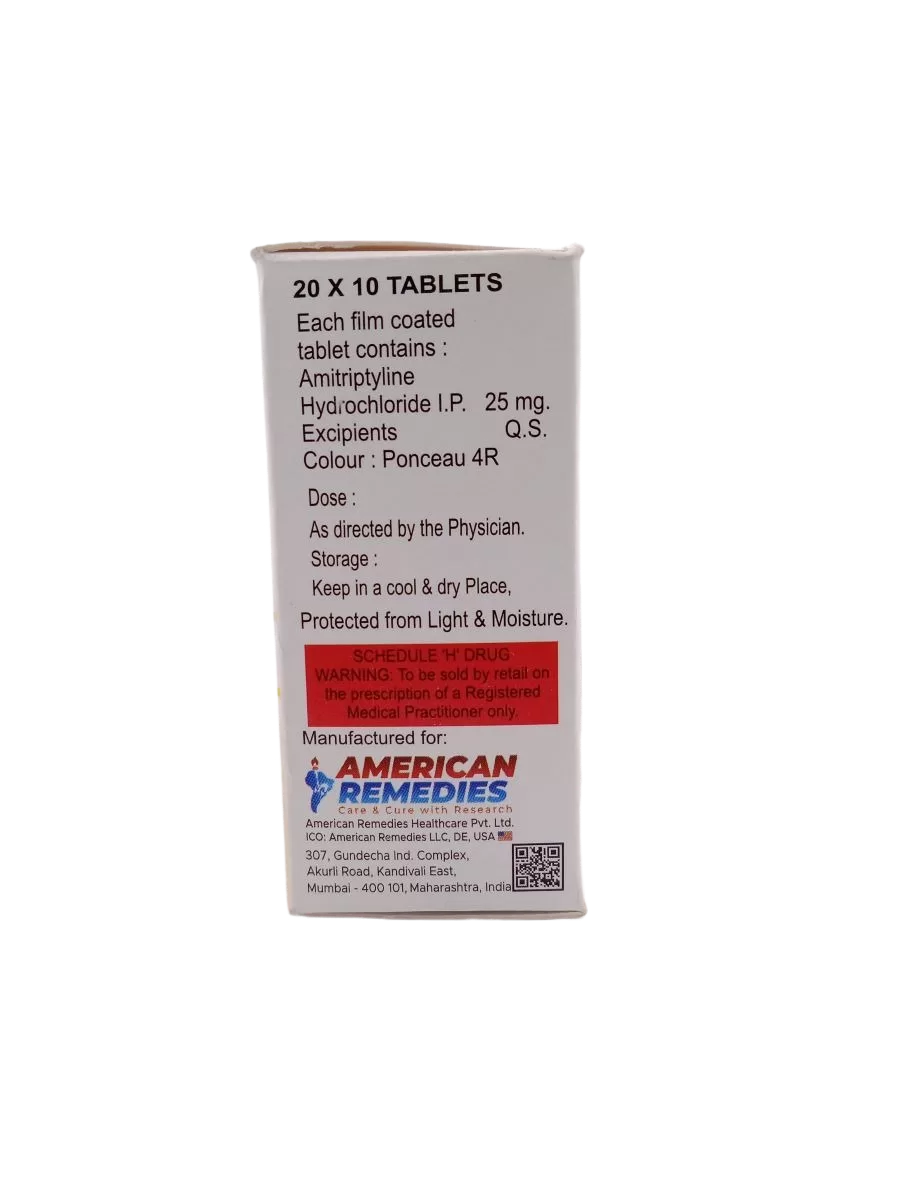 20 X 10 TABLETS
Each film coated
tablet contains :
Amitriptyline
Hydrochloride I.P. 25 mg.
Excipients Q.S.
Colour : Ponceau 4R
Dose :
As directed by the Physician.
Storage :
Keep in a cool & dry Place,
Protected from Light & Moisture.
SCHEDULE 'H' DRUG
WARNING: To be sold by retail on
the prescription of a Registered
Medical Practitioner only.
Manufactured for:
AMERICAN
REMEDIES
Care & Cure with Research
American Remedies Healthcare Pvt. Ltd.
ICO: American Remedies LLC, DE, USA
307, Gundecha Ind. Complex,
Akurli Road, Kandivali East,
Mumbai - 400 101, Maharashtra, India